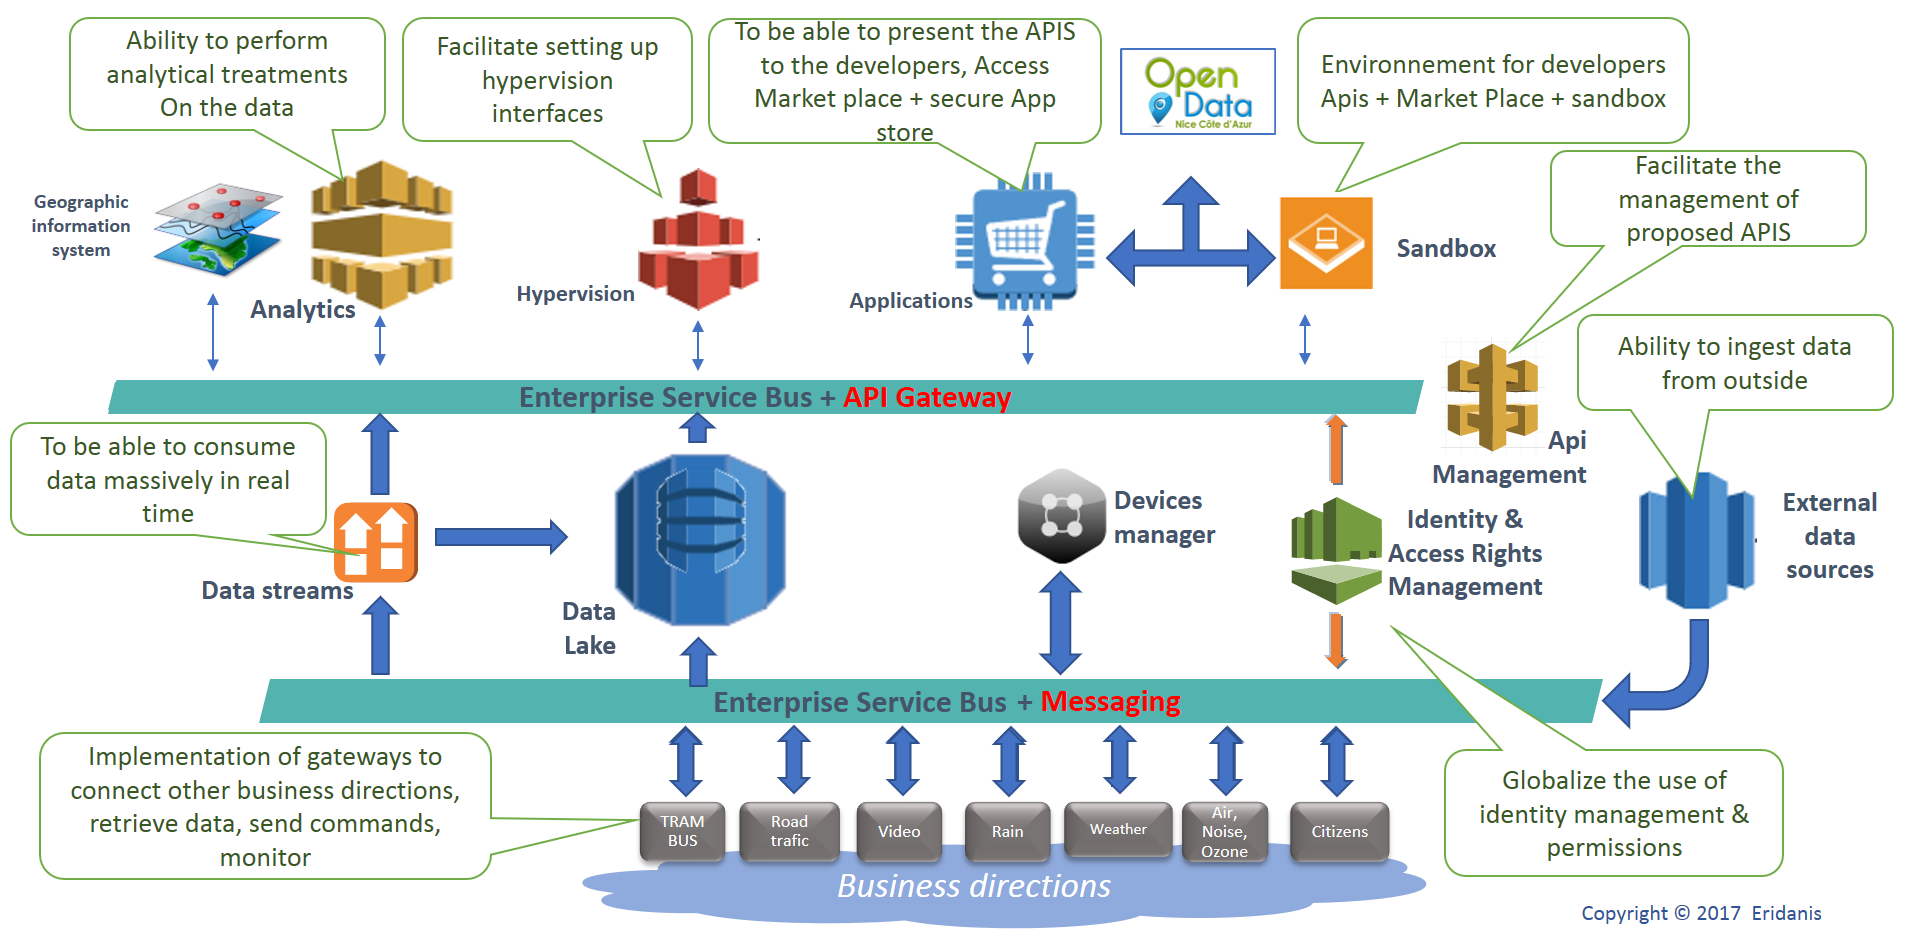 Ability to perform
analytical treatments
On the data
Facilitate setting up
hypervision
interfaces
To be able to present the APIS
to the developers, Access
Market place + secure App
store
Open
Data
Nice Côte d'Azur
Environnement for developers
Apis + Market Place + sandbox
Facilitate the
management of
proposed APIS
Geographic
information
system
Analytics
Hypervision
Applications
Sandbox
Ability to ingest data
from outside
Enterprise Service Bus + API Gateway
To be able to consume
data massively in real
time
Api
Management
Devices
manager
Identity &
Access Rights
Management
External
data
sources
Data streams
Data
Lake
Enterprise Service Bus + Messaging
Implementation of gateways to
connect other business directions,
retrieve data, send commands,
monitor
Globalize the use of
identity management &
permissions
TRAM
BUS
Road
trafic
Video
Rain
Weather
Air,
Noise,
Ozone
Citizens
Business directions
Copyright © 2017 Eridanis